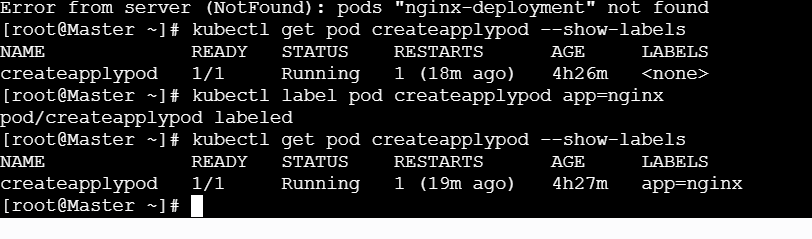 Error from server (NotFound): pods "nginx-deployment" not found
[root@Master ~]# kubectl get pod createapplypod --show-labels
NAME READY STATUS RESTARTS AGE LABELS
createapplypod 1/1 Running 1 (18m ago) 4h26m <none>
[root@Master ~]# kubectl label pod createapplypod app=nginx
pod/createapplypod labeled
[root@Master ~]# kubectl get pod createapplypod --show-labels
NAME READY STATUS RESTARTS AGE LABELS
createapplypod 1/1 Running 1 (19m ago) 4h27m app=nginx
[root@Master ~]#